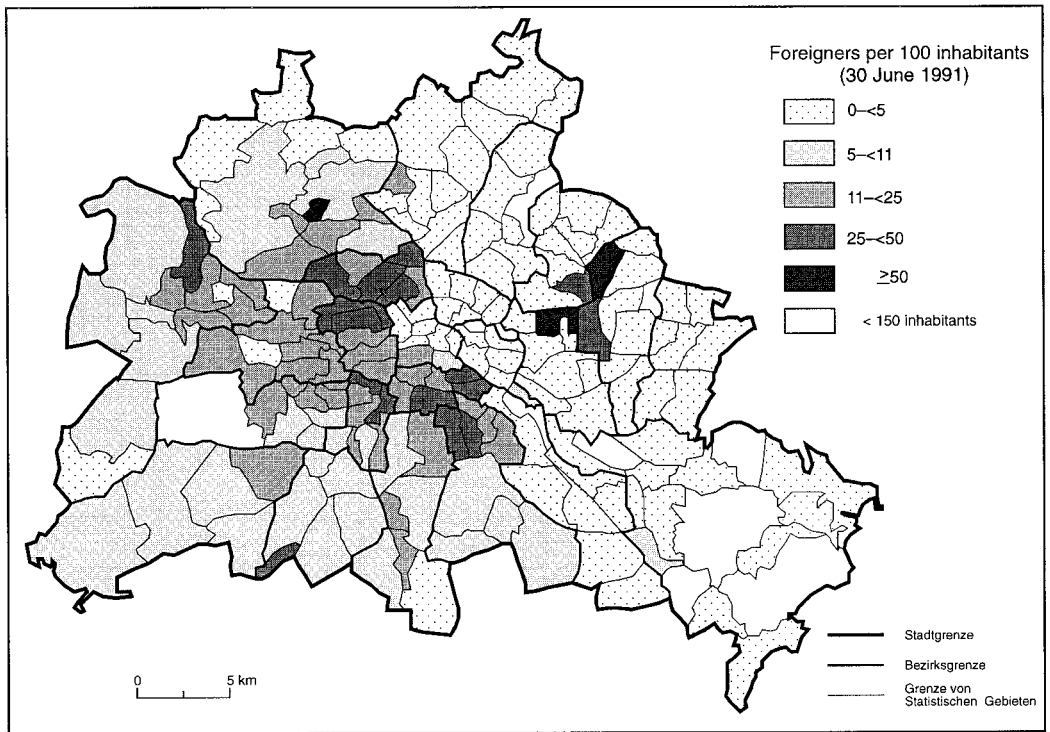 Foreigners per 100 inhabitants
(30 June 1991)
0–<5
5–<11
11–<25
25–<50
≥50
< 150 inhabitants
Stadtgrenze
Bezirksgrenze
Grenze von
Statistischen Gebieten
0 5 km